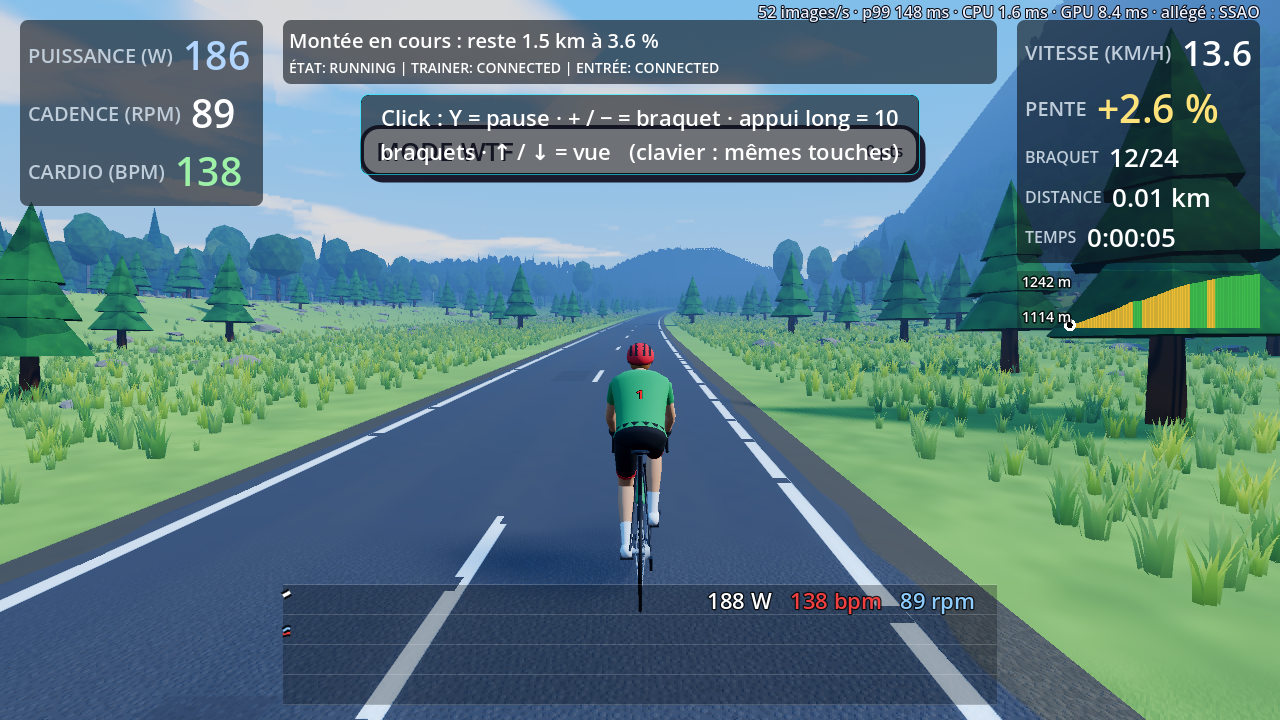 52 images/s · p99 148 ms · CPU 1.6 ms · GPU 8.4 ms · allégé : SSAO
PUISSANCE (W) 186
CADENCE (RPM) 89
CARDIO (BPM) 138
Montée en cours : reste 1.5 km à 3.6 %
ÉTAT: RUNNING | TRAINER: CONNECTED | ENTRÉE: CONNECTED
Click : Y = pause · + / − = braquet · appui long = 10
braquets · ↑ / ↓ = vue (clavier : mêmes touches)
MODE WTF
VITESSE (KM/H) 13.6
PENTE +2.6 %
BRAQUET 12/24
DISTANCE 0.01 km
TEMPS 0:00:05
1242 m
1114 m
1
188 W 138 bpm 89 rpm